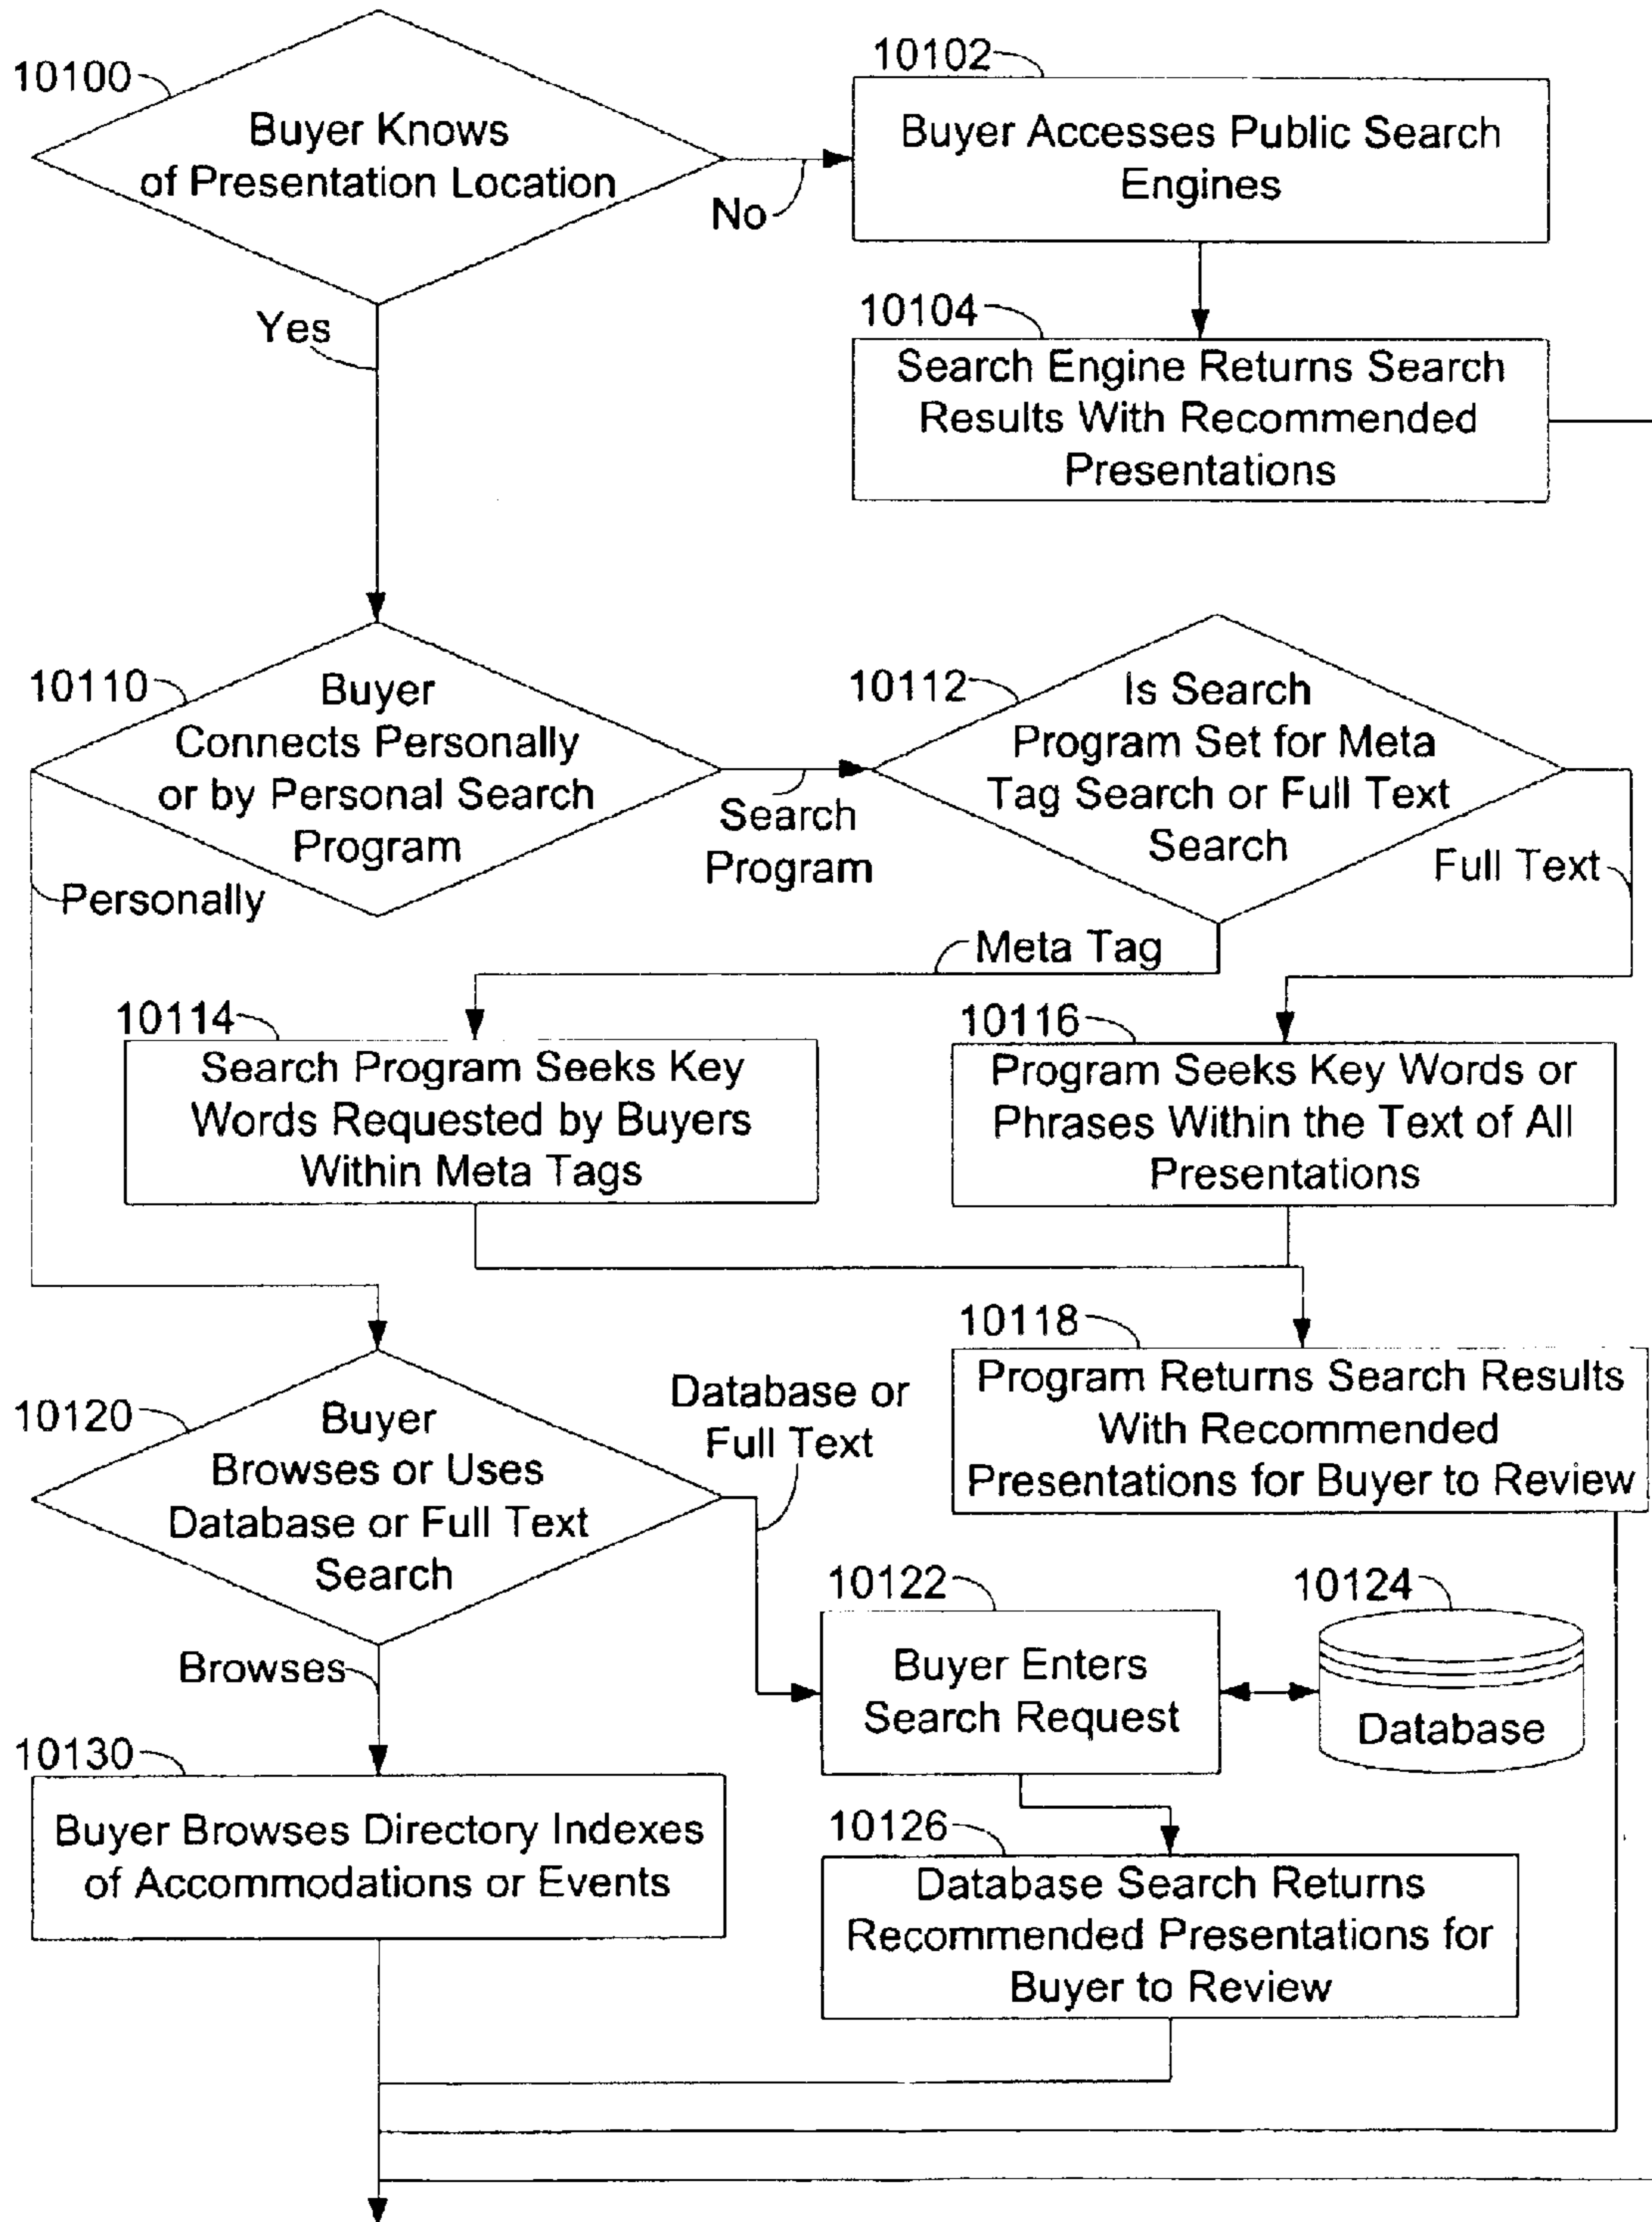 10100
Buyer Knows
of Presentation Location
No
Yes
10102
Buyer Accesses Public Search
Engines
10104
Search Engine Returns Search
Results With Recommended
Presentations
10110
Buyer
Connects Personally
or by Personal Search
Program
Search
Program
Personally
10112
Is Search
Program Set for Meta
Tag Search or Full Text
Search
Full Text
Meta Tag
10114
Search Program Seeks Key
Words Requested by Buyers
Within Meta Tags
10116
Program Seeks Key Words or
Phrases Within the Text of All
Presentations
10118
Program Returns Search Results
With Recommended
Presentations for Buyer to Review
10120
Buyer
Browses or Uses
Database or Full Text
Search
Database or
Full Text
Browses
10122
Buyer Enters
Search Request
10124
Database
10126
Database Search Returns
Recommended Presentations for
Buyer to Review
10130
Buyer Browses Directory Indexes
of Accommodations or Events